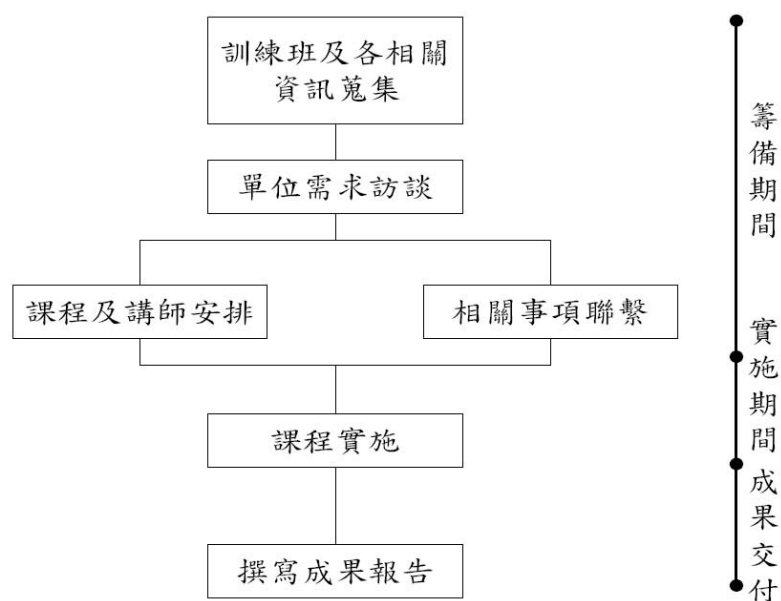 訓練班及各相關
資訊蒐集
單位需求訪談
課程及講師安排
相關事項聯繫
課程實施
撰寫成果報告
籌備期間
實施期間
成果交付